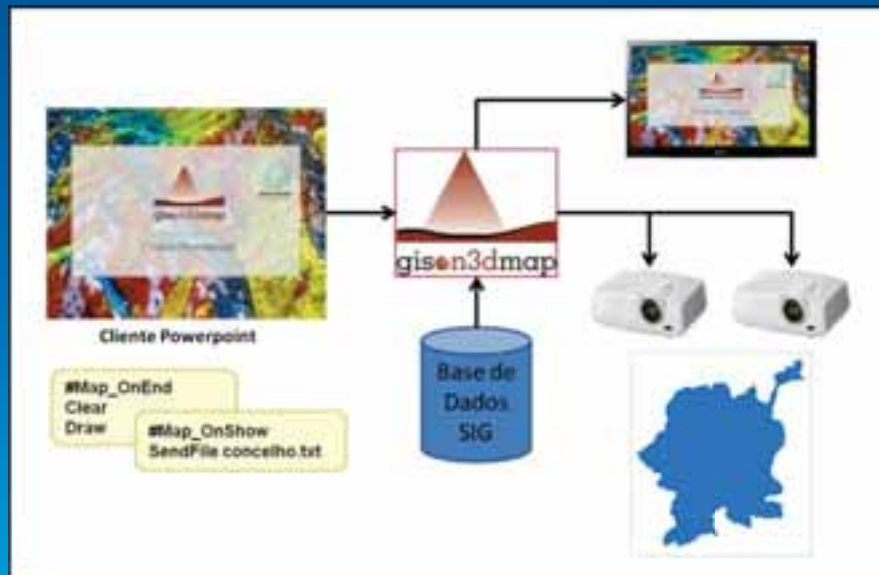 gison3dmap
Cliente Powerpoint
#Map_OnEnd
Clear
Draw
#Map_OnShow
SendFile concelho.txt
Base de
Dados
SIG